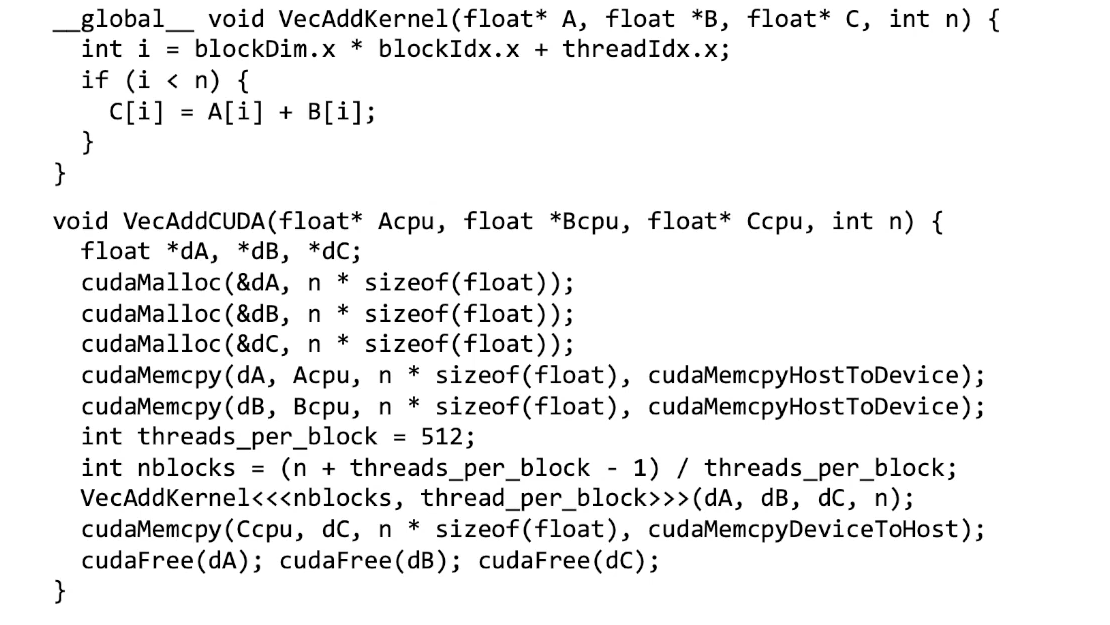 __global__ void VecAddKernel(float* A, float *B, float* C, int n) {
  int i = blockDim.x * blockIdx.x + threadIdx.x;
  if (i < n) {
    C[i] = A[i] + B[i];
  }
}
void VecAddCUDA(float* Acpu, float *Bcpu, float* Ccpu, int n) {
  float *dA, *dB, *dC;
  cudaMalloc(&dA, n * sizeof(float));
  cudaMalloc(&dB, n * sizeof(float));
  cudaMalloc(&dC, n * sizeof(float));
  cudaMemcpy(dA, Acpu, n * sizeof(float), cudaMemcpyHostToDevice);
  cudaMemcpy(dB, Bcpu, n * sizeof(float), cudaMemcpyHostToDevice);
  int threads_per_block = 512;
  int nblocks = (n + threads_per_block - 1) / threads_per_block;
  VecAddKernel<<<nblocks, thread_per_block>>>(dA, dB, dC, n);
  cudaMemcpy(Ccpu, dC, n * sizeof(float), cudaMemcpyDeviceToHost);
  cudaFree(dA); cudaFree(dB); cudaFree(dC);
}